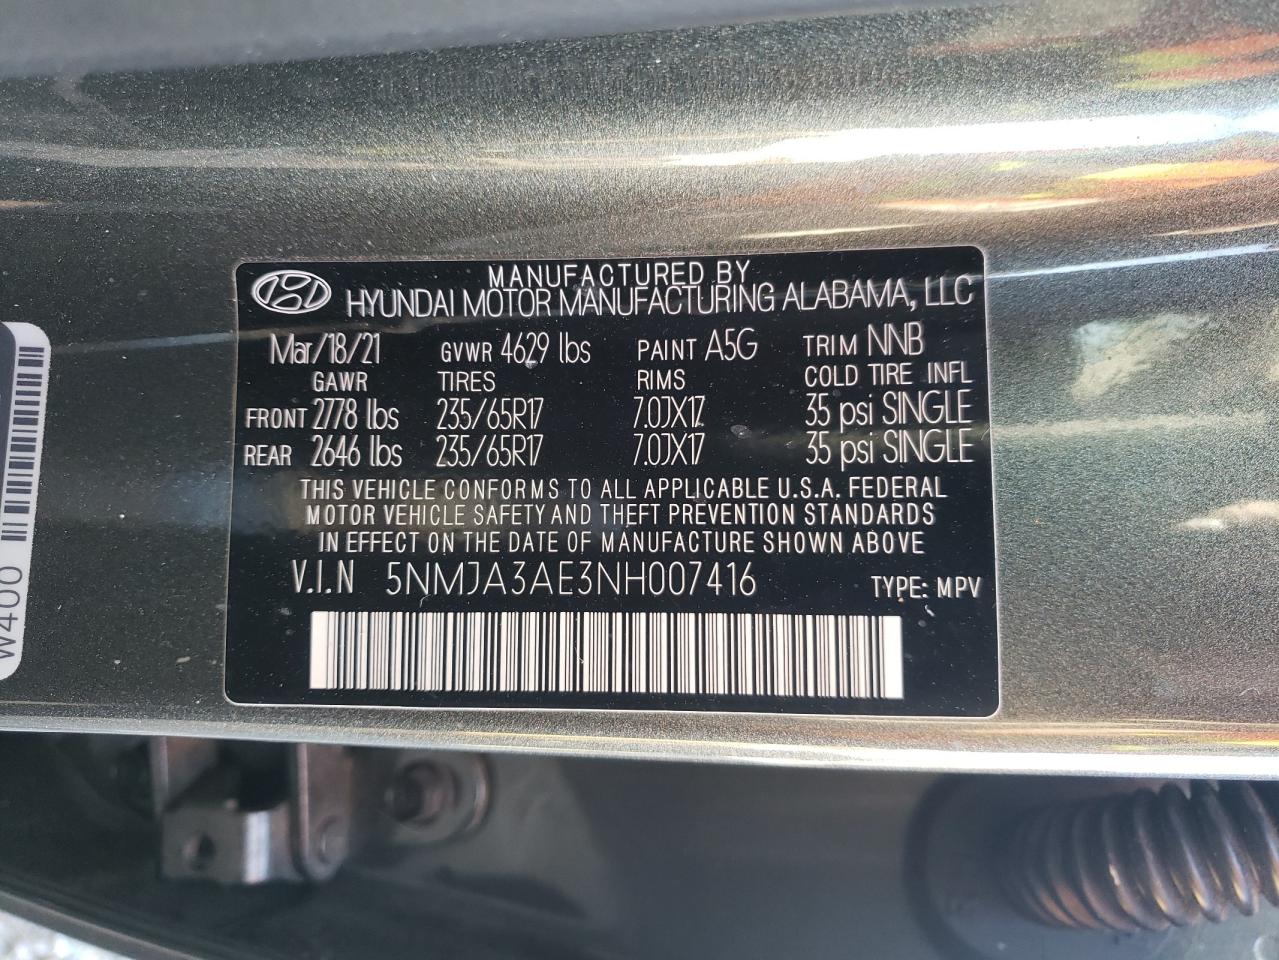 MANUFACTURED BY
HYUNDAI MOTOR MANUFACTURING ALABAMA, LLC
Mar/18/21 GVWR 4629 lbs PAINT A5G TRIM NNB
GAWR TIRES RIMS COLD TIRE INFL
FRONT 2778 lbs 235/65R17 7.0JX17 35 psi SINGLE
REAR 2646 lbs 235/65R17 7.0JX17 35 psi SINGLE
THIS VEHICLE CONFORMS TO ALL APPLICABLE U.S.A. FEDERAL
MOTOR VEHICLE SAFETY AND THEFT PREVENTION STANDARDS
IN EFFECT ON THE DATE OF MANUFACTURE SHOWN ABOVE
V.I.N 5NMJA3AE3NH007416 TYPE: MPV
W400